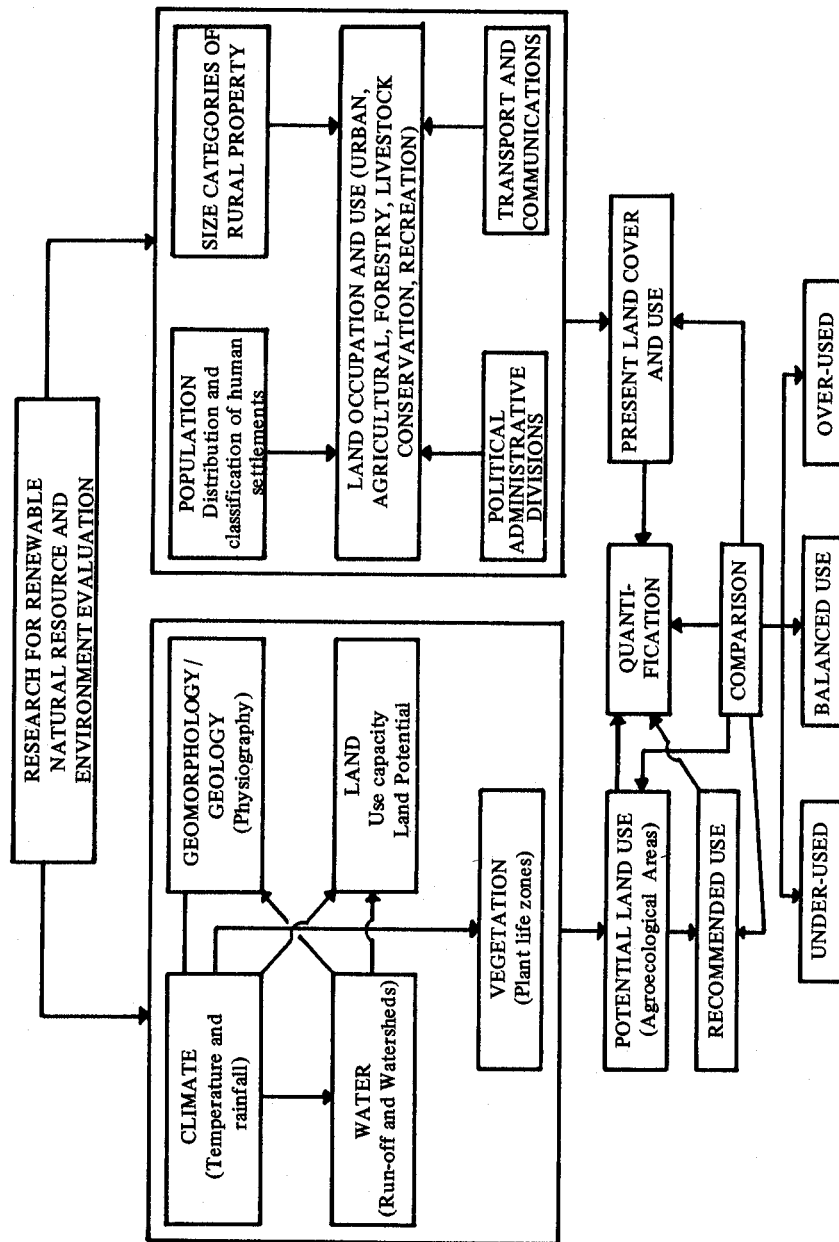 RESEARCH FOR RENEWABLE
NATURAL RESOURCE AND
ENVIRONMENT EVALUATION
CLIMATE
(Temperature and
rainfall)
GEOMORPHOLOGY/
GEOLOGY
(Physiography)
WATER
(Run-off and Watersheds)
LAND
Use capacity
Land Potential
VEGETATION
(Plant life zones)
POPULATION
Distribution and
classification of human
settlements
SIZE CATEGORIES OF
RURAL PROPERTY
LAND OCCUPATION AND USE (URBAN,
AGRICULTURAL, FORESTRY, LIVESTOCK
CONSERVATION, RECREATION)
POLITICAL
ADMINISTRATIVE
DIVISIONS
TRANSPORT AND
COMMUNICATIONS
POTENTIAL LAND USE
(Agroecological Areas)
QUANTI-
FICATION
PRESENT LAND COVER
AND USE
RECOMMENDED USE
COMPARISON
UNDER-USED
BALANCED USE
OVER-USED